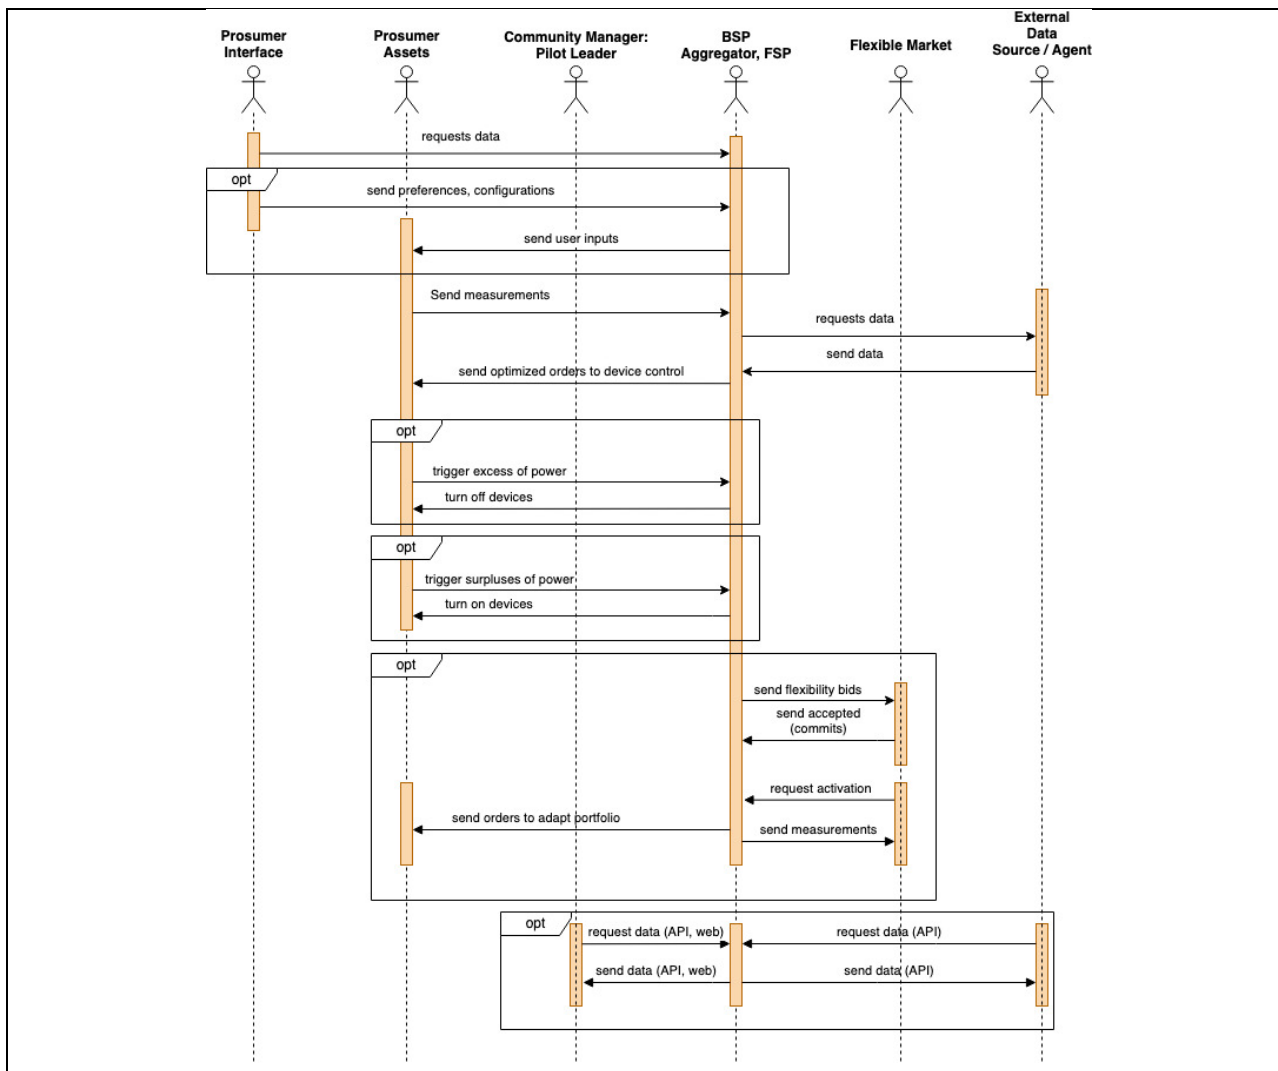 Prosumer
Interface
Prosumer
Assets
Community Manager:
Pilot Leader
BSP
Aggregator, FSP
Flexible Market
External
Data
Source / Agent
requests data
opt
send preferences, configurations
send user inputs
Send measurements
requests data
send data
send optimized orders to device control
opt
trigger excess of power
turn off devices
opt
trigger surpluses of power
turn on devices
opt
send flexibility bids
send accepted
(commits)
request activation
send orders to adapt portfolio
send measurements
opt
request data (API, web)
request data (API)
send data (API, web)
send data (API)